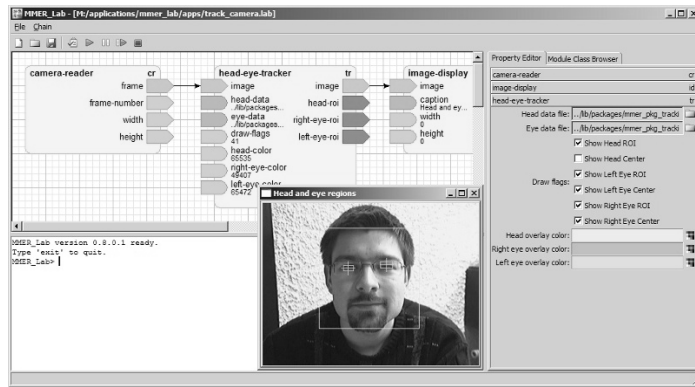 MMER_Lab - [M:/applications/mmer_lab/apps/track_camera.lab]
File Chain
camera-reader cr
frame
frame-number
width
height
head-eye-tracker tr
image
head-data
../lib/packages...
eye-data
../lib/packages...
draw-flags
41
head-color
65535
right-eye-color
49407
left-eye-color
65472
image
head-roi
right-eye-roi
left-eye-roi
image-display
image
caption
Head and ey...
width
0
height
0
MMER_Lab version 0.8.0.1 ready.
Type 'exit' to quit.
MMER_Lab>
Head and eye regions
Property Editor Module Class Browser
camera-reader cr
image-display id
head-eye-tracker
Head data file: ../lib/packages/mmer_pkg_tracki
Eye data file: ../lib/packages/mmer_pkg_tracki
Draw flags:
Show Head ROI
Show Head Center
Show Left Eye ROI
Show Left Eye Center
Show Right Eye ROI
Show Right Eye Center
Head overlay color:
Right eye overlay color:
Left eye overlay color: